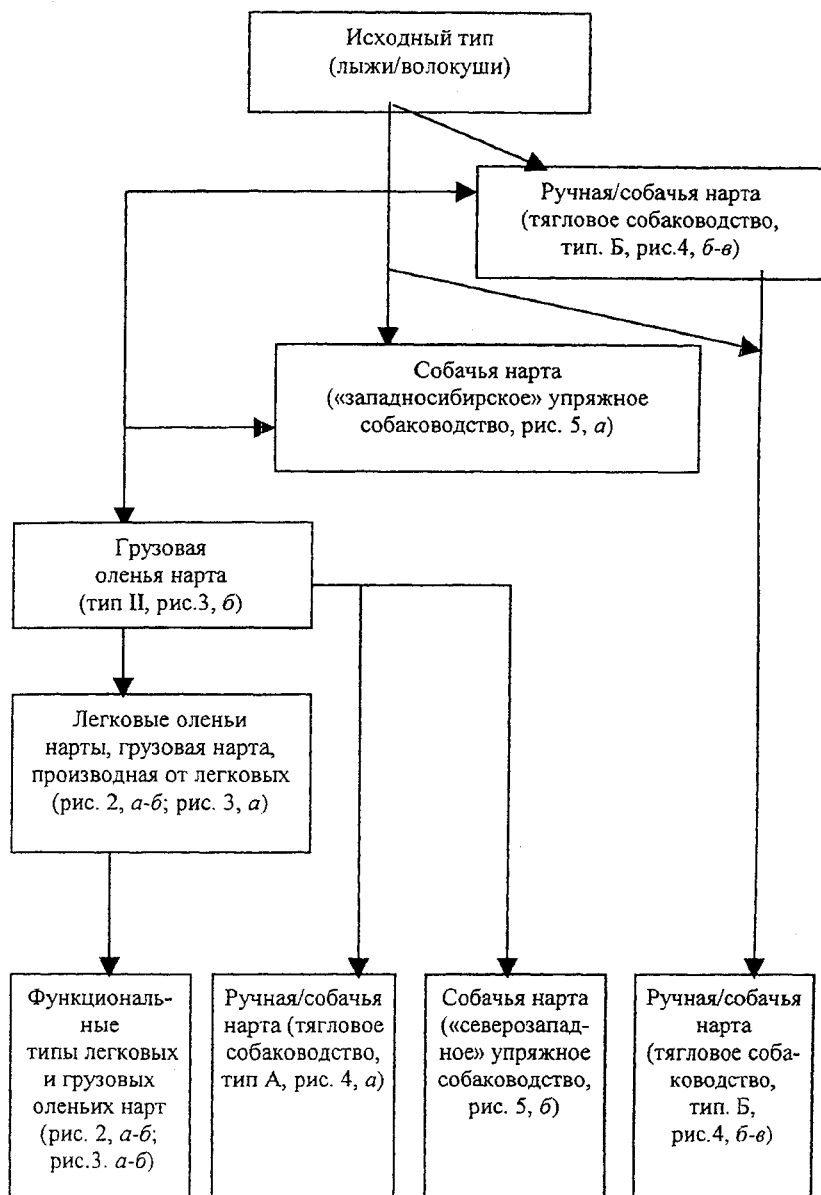 Исходный тип
(лыжи/волокуши)
Ручная/собачья нарта
(тягловое собаководство,
тип. Б, рис.4, б-в)
Собачья нарта
(«западносибирское» упряжное
собаководство, рис. 5, а)
Грузовая
оленья нарта
(тип II, рис.3, б)
Легковые оленьи
нарты, грузовая нарта,
производная от легковых
(рис. 2, а-б; рис. 3, а)
Функциональ-
ные
типы легковых
и грузовых
оленьих нарт
(рис. 2, а-б;
рис.3. а-б)
Ручная/собачья
нарта (тягловое
собаководство,
тип А, рис. 4, а)
Собачья нарта
(«северозапад-
ное» упряжное
собаководство,
рис. 5, б)
Ручная/собачья
нарта
(тягловое соба-
ководство,
тип. Б,
рис.4, б-в)